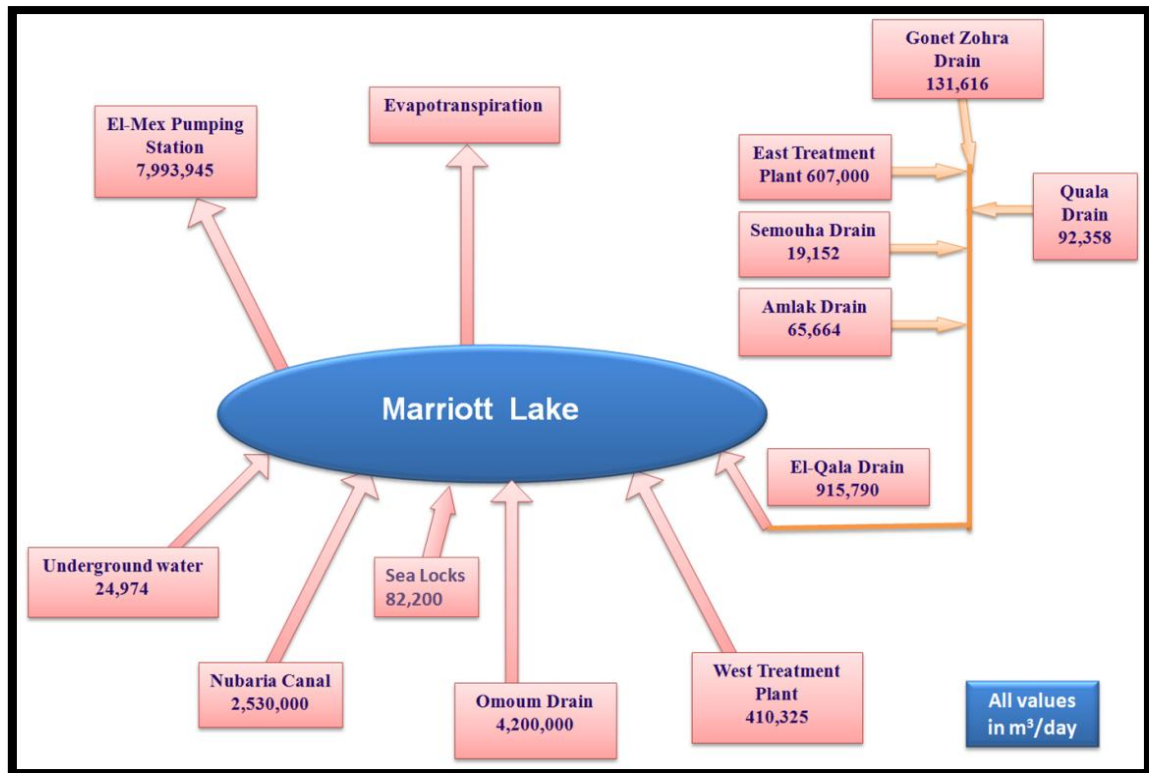 Gonet Zohra
Drain
131,616
Evapotranspiration
El-Mex Pumping
Station
7,993,945
East Treatment
Plant 607,000
Quala
Drain
92,358
Semouha Drain
19,152
Amlak Drain
65,664
Marriott Lake
El-Qala Drain
915,790
Underground water
24,974
Sea Locks
82,200
Nubaria Canal
2,530,000
Omoum Drain
4,200,000
West Treatment
Plant
410,325
All values
in m³/day